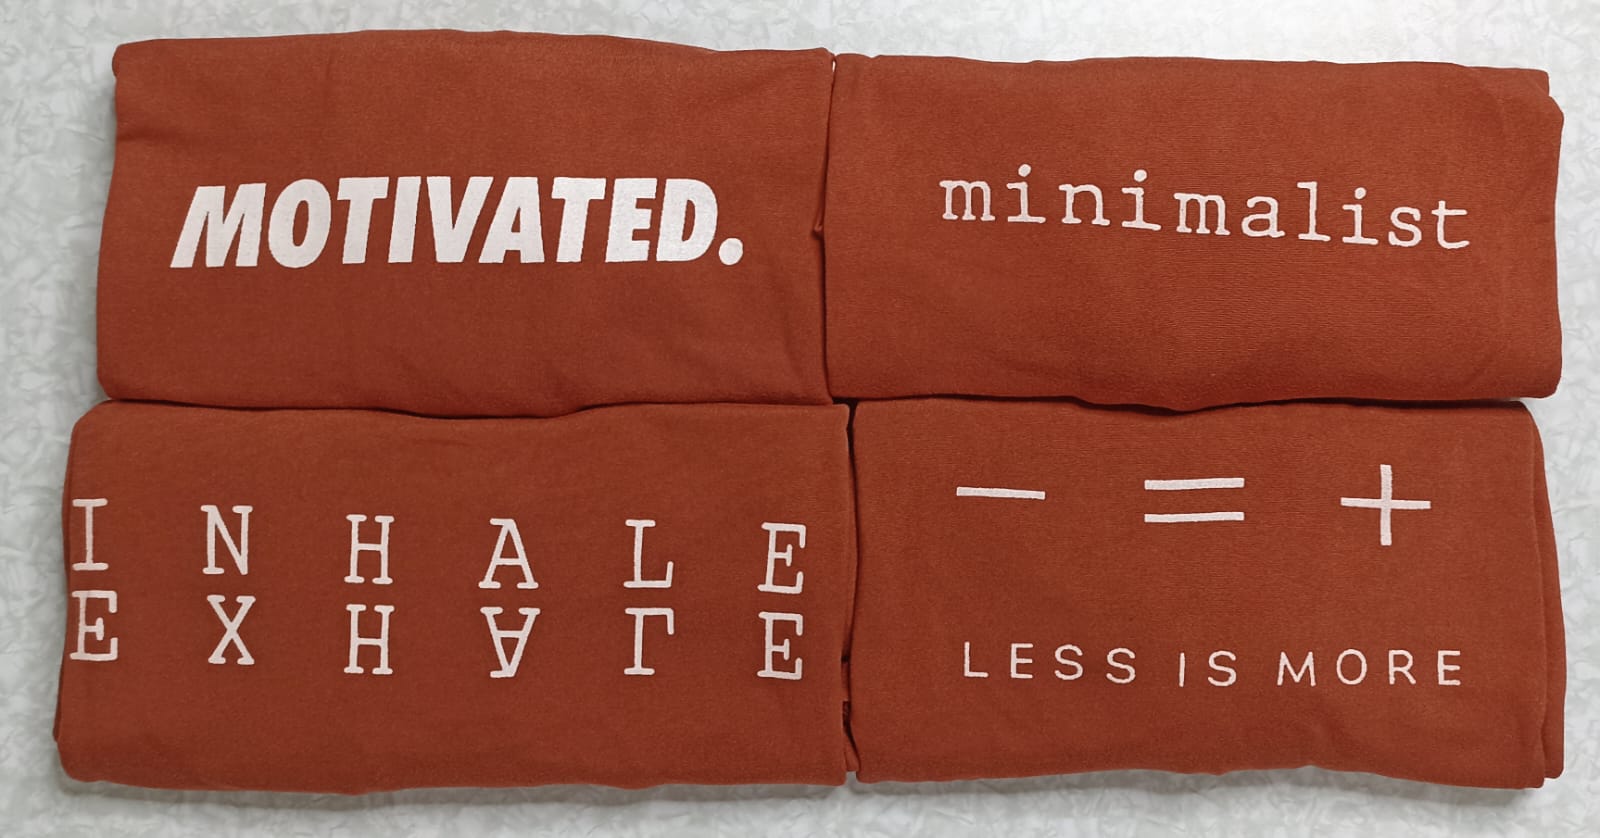 MOTIVATED.
minimalist
INHALE
EXHALE
− = +
LESS IS MORE